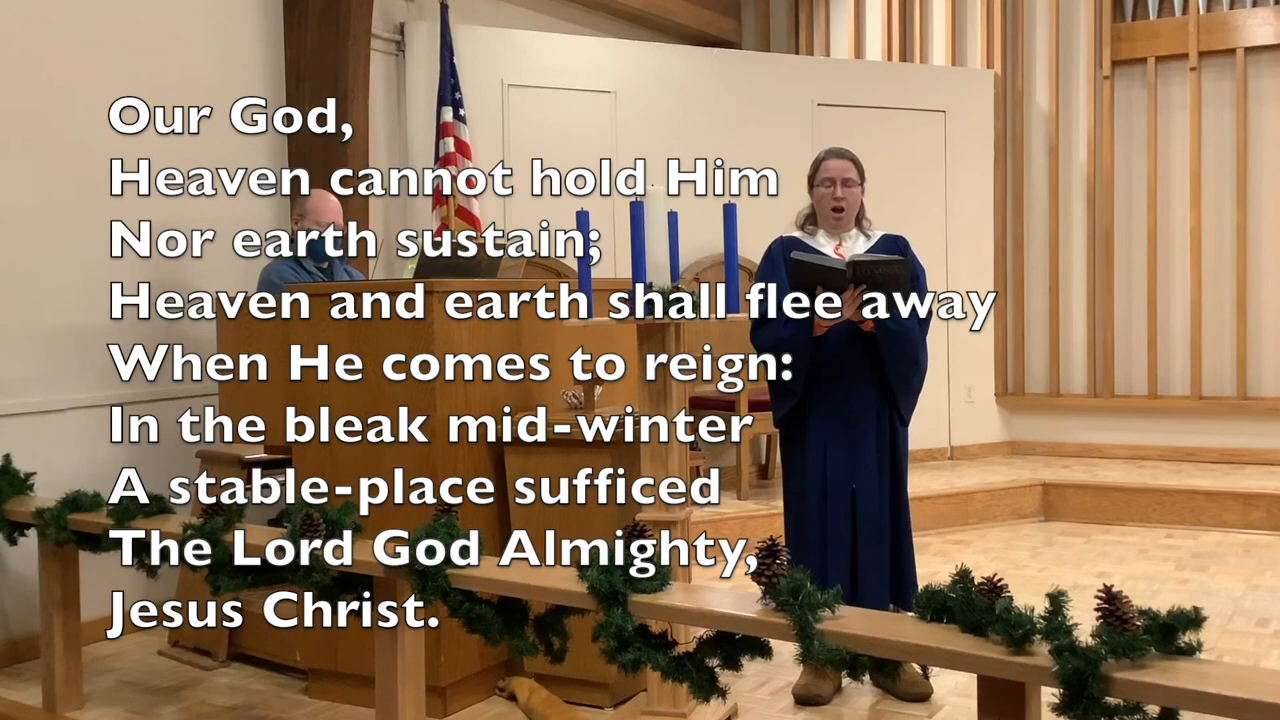 Our God,
Heaven cannot hold Him
Nor earth sustain;
Heaven and earth shall flee away
When He comes to reign:
In the bleak mid-winter
A stable-place sufficed
The Lord God Almighty,
Jesus Christ.